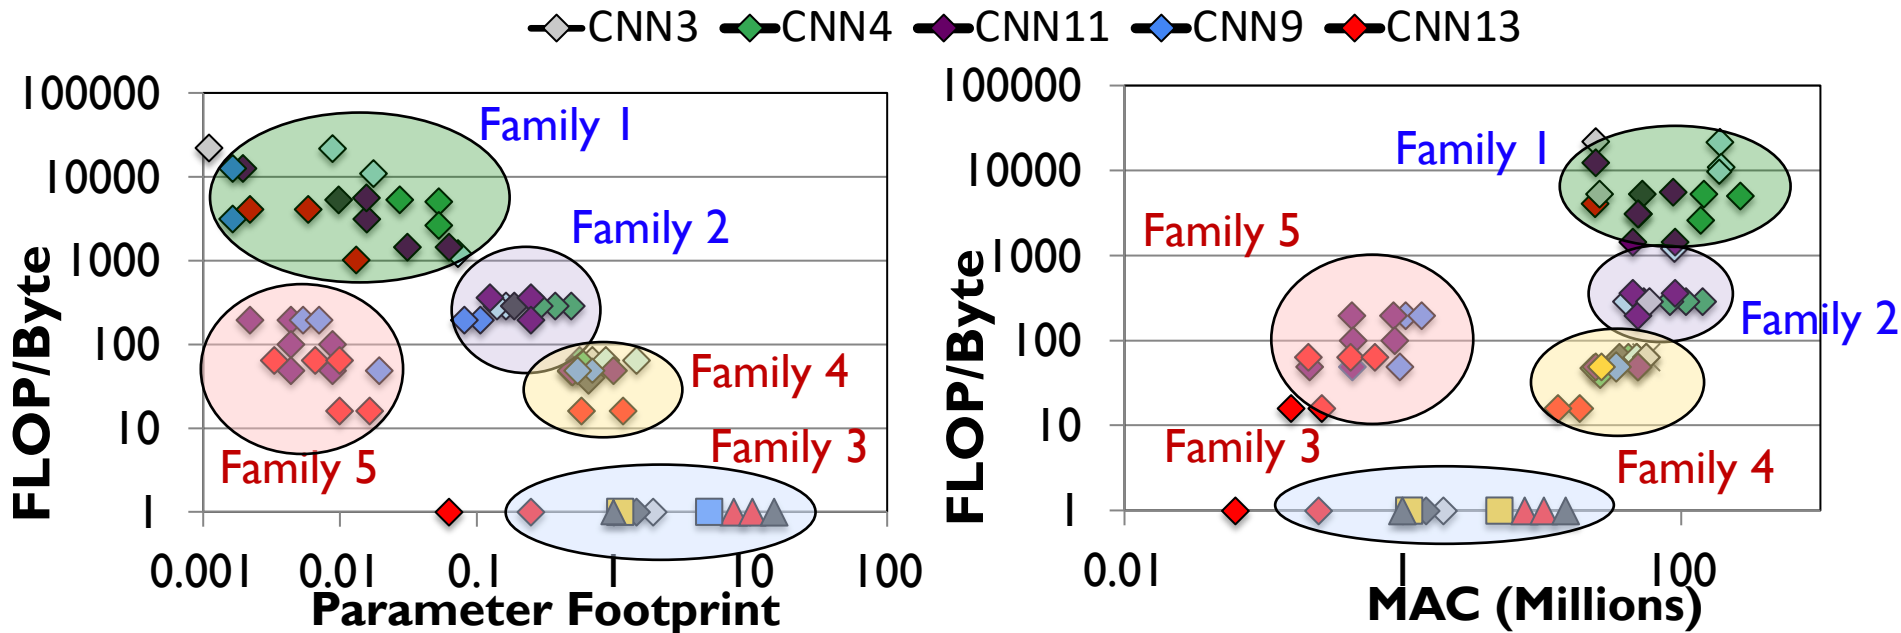 CNN3 CNN4 CNN11 CNN9 CNN13
FLOP/Byte
100000
10000
1000
100
10
1
0.001 0.01 0.1 1 10 100
Parameter Footprint
Family 1
Family 2
Family 4
Family 3
Family 5
FLOP/Byte
100000
10000
1000
100
10
1
0.01 1 100
MAC (Millions)
Family 1
Family 5
Family 2
Family 3
Family 4